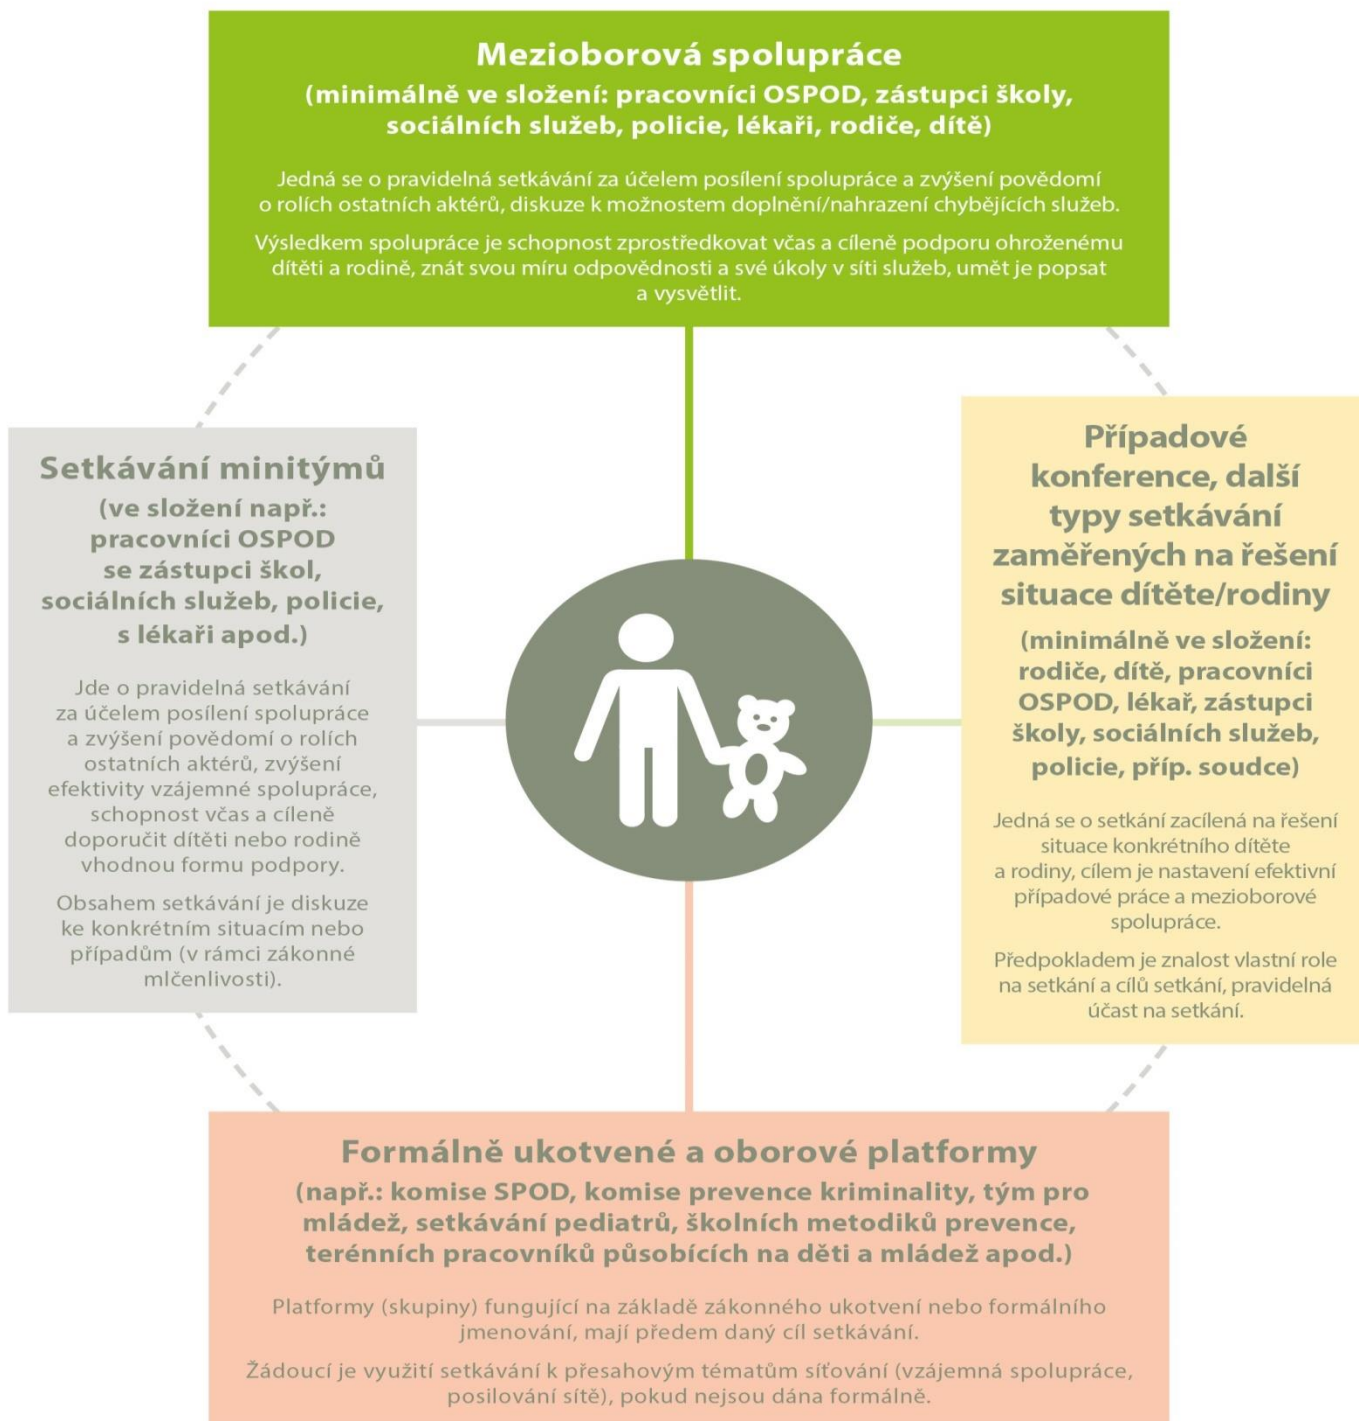 Mezioborová spolupráce
(minimálně ve složení: pracovníci OSPOD, zástupci školy,
sociálních služeb, policie, lékaři, rodiče, dítě)
Jedná se o pravidelná setkávání za účelem posílení spolupráce a zvýšení povědomí
o rolích ostatních aktérů, diskuze k možnostem doplnění/nahrazení chybějících služeb.
Výsledkem spolupráce je schopnost zprostředkovat včas a cíleně podporu ohroženému
dítěti a rodině, znát svou míru odpovědnosti a své úkoly v síti služeb, umět je popsat
a vysvětlit.
Setkávání minitýmů
(ve složení např.:
pracovníci OSPOD
se zástupci škol,
sociálních služeb, policie,
s lékaři apod.)
Jde o pravidelná setkávání
za účelem posílení spolupráce
a zvýšení povědomí o rolích
ostatních aktérů, zvýšení
efektivity vzájemné spolupráce,
schopnost včas a cíleně
doporučit dítěti nebo rodině
vhodnou formu podpory.
Obsahem setkávání je diskuze
ke konkrétním situacím nebo
případům (v rámci zákonné
mlčenlivosti).
Případové
konference, další
typy setkávání
zaměřených na řešení
situace dítěte/rodiny
(minimálně ve složení:
rodiče, dítě, pracovníci
OSPOD, lékař, zástupci
školy, sociálních služeb,
policie, příp. soudce)
Jedná se o setkání zacílená na řešení
situace konkrétního dítěte
a rodiny, cílem je nastavení efektivní
případové práce a mezioborové
spolupráce.
Předpokladem je znalost vlastní role
na setkání a cílů setkání, pravidelná
účast na setkání.
Formálně ukotvené a oborové platformy
(např.: komise SPOD, komise prevence kriminality, tým pro
mládež, setkávání pediatrů, školních metodiků prevence,
terénních pracovníků působících na děti a mládež apod.)
Platformy (skupiny) fungující na základě zákonného ukotvení nebo formálního
jmenování, mají předem daný cíl setkávání.
Žádoucí je využití setkávání k přesahovým tématům síťování (vzájemná spolupráce,
posilování sítě), pokud nejsou dána formálně.